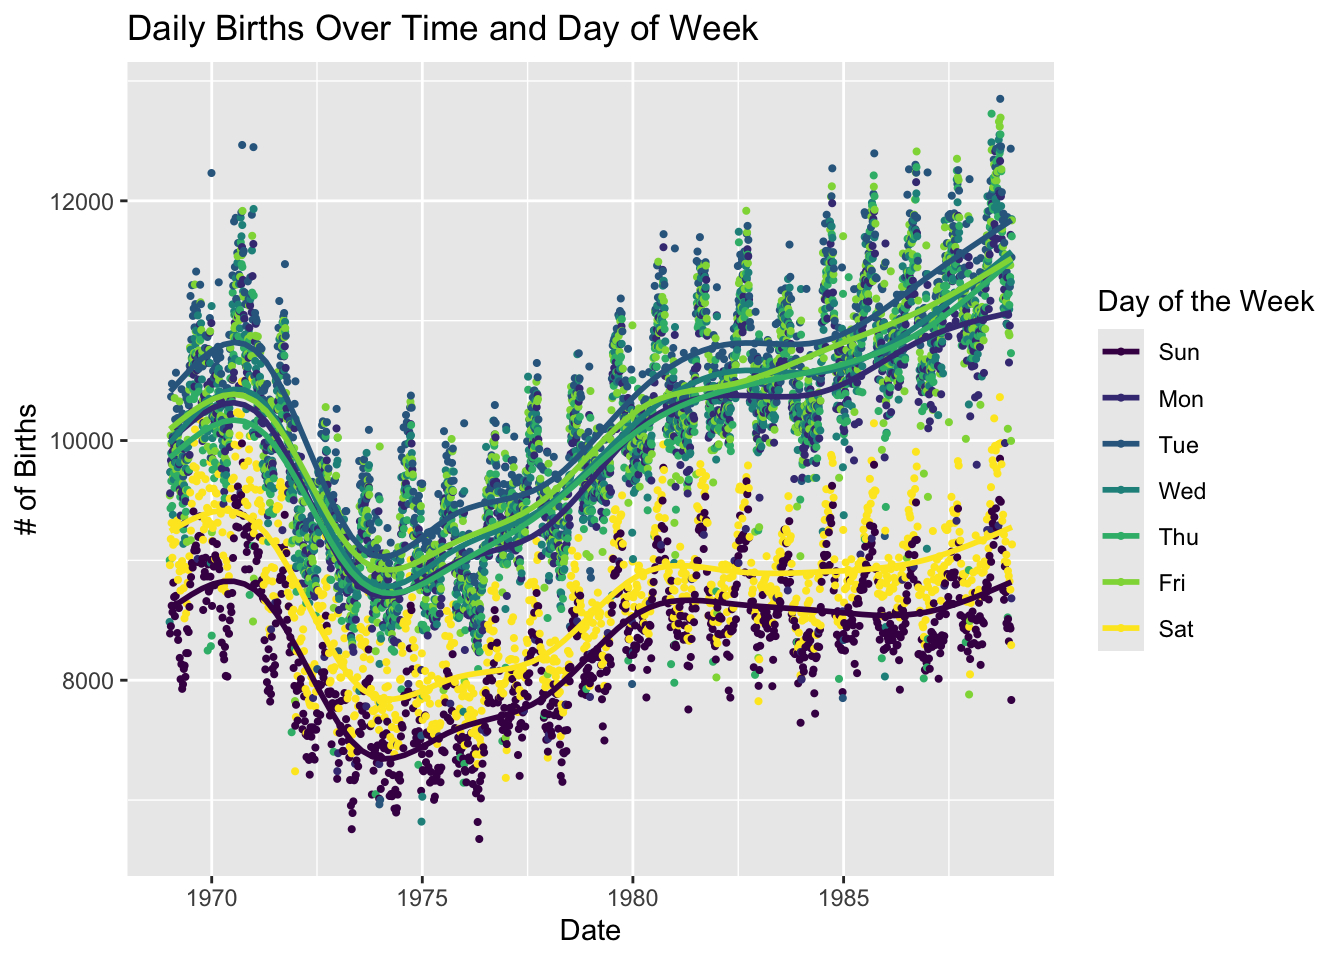 Daily Births Over Time and Day of Week
# of Births
12000
10000
8000
1970 1975 1980 1985
Date
Day of the Week
Sun
Mon
Tue
Wed
Thu
Fri
Sat